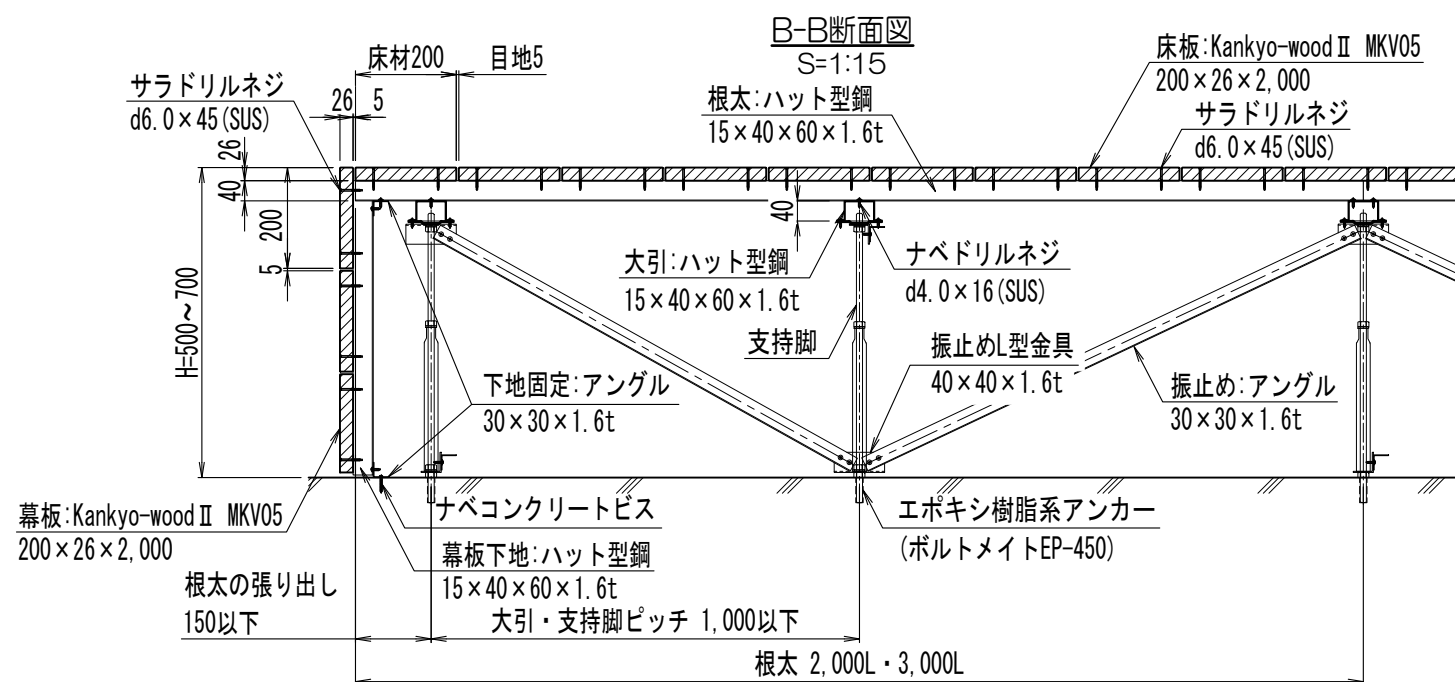 B-B断面図
S=1:15
床材200
目地5
床板:Kankyo-woodⅡ MKV05
200×26×2,000
サラドリルネジ
d6.0×45(SUS)
26
5
根太:ハット型鋼
15×40×60×1.6t
サラドリルネジ
d6.0×45(SUS)
26
40
200
5
H=500~700
40
大引:ハット型鋼
15×40×60×1.6t
ナベドリルネジ
d4.0×16(SUS)
支持脚
振止めL型金具
40×40×1.6t
下地固定:アングル
30×30×1.6t
振止め:アングル
30×30×1.6t
幕板:Kankyo-woodⅡ MKV05
200×26×2,000
ナベコンクリートビス
エポキシ樹脂系アンカー
(ボルトメイトEP-450)
幕板下地:ハット型鋼
15×40×60×1.6t
根太の張り出し
150以下
大引・支持脚ピッチ 1,000以下
根太 2,000L・3,000L